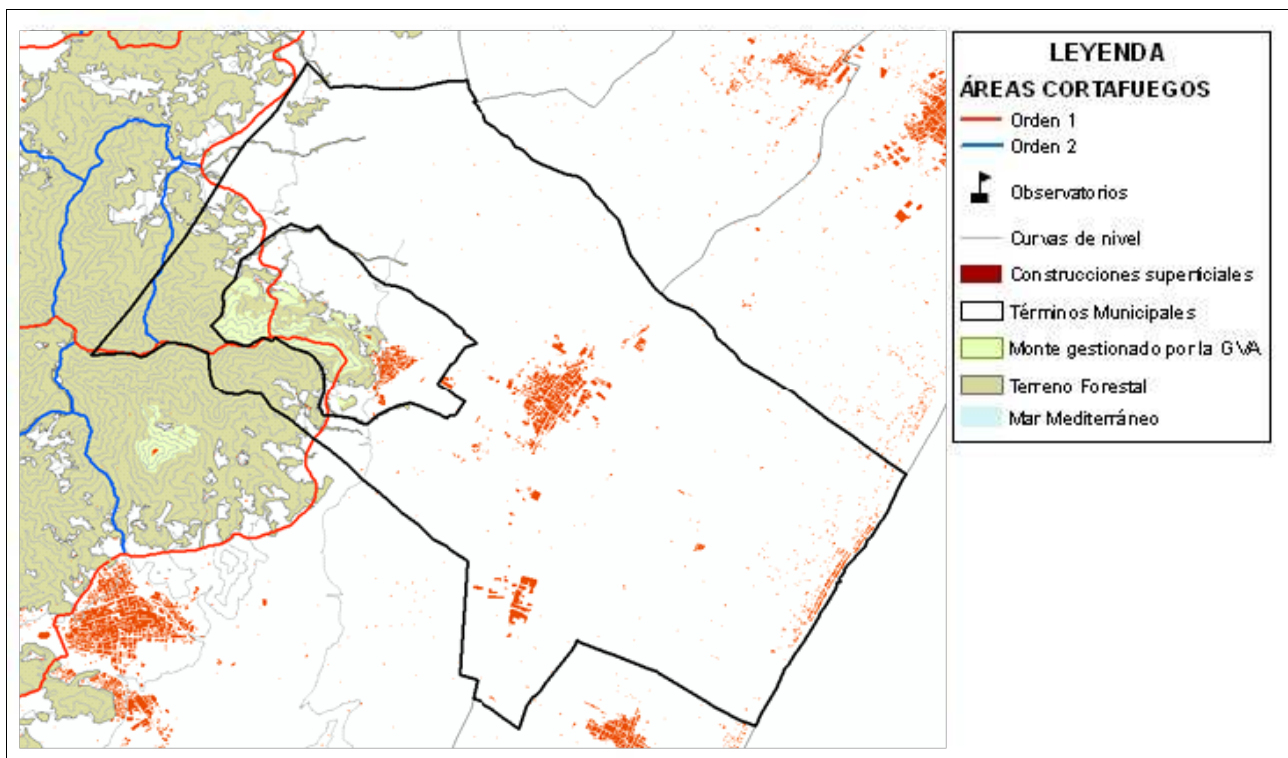 LEYENDA
ÁREAS CORTAFUEGOS
Orden 1
Orden 2
Observatorios
Curvas de nivel
Construcciones superficiales
Términos Municipales
Monte gestionado por la GVA
Terreno Forestal
Mar Mediterráneo